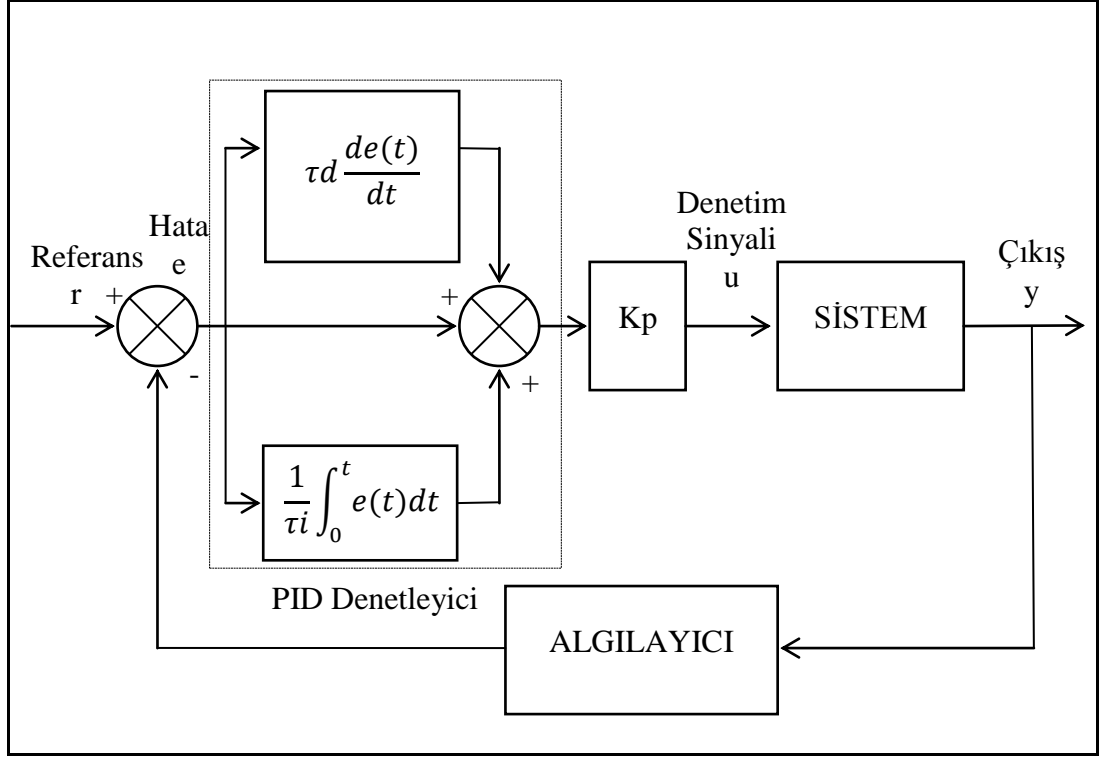 τd de(t)/dt
Hata
e
Referans
r
+
-
+
+
Denetim
Sinyali
u
Kp
SİSTEM
Çıkış
y
1/τi ∫₀ᵗ e(t)dt
PID Denetleyici
ALGILAYICI